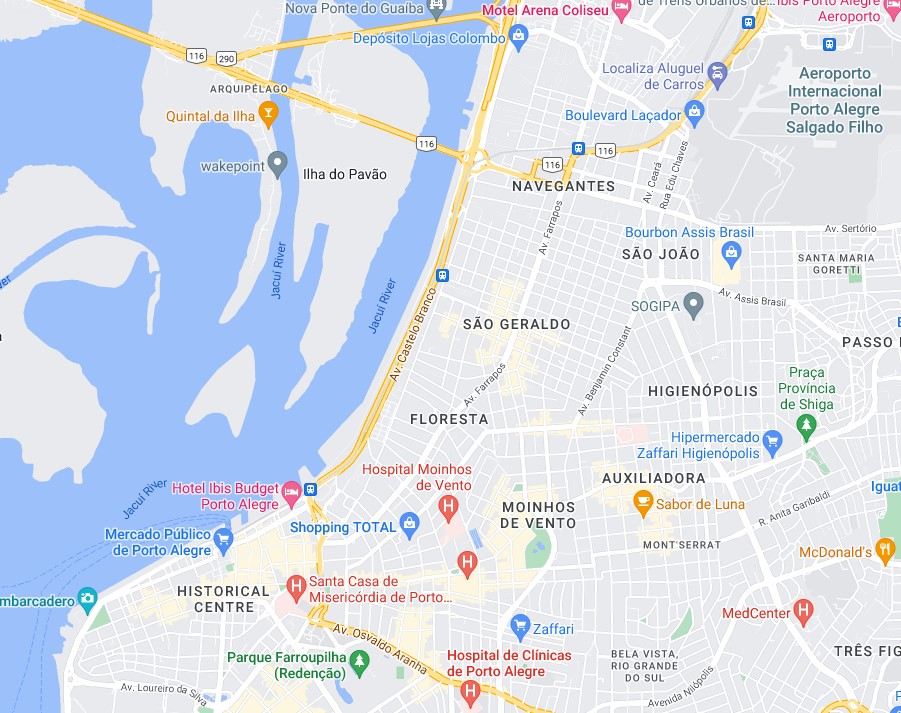 Nova Ponte do Guaíba
Motel Arena Coliseu
de Trens Urbanos de...
Ibis Porto Alegre
Aeroporto
Depósito Lojas Colombo
116
290
ARQUIPÉLAGO
Localiza Aluguel
de Carros
Aeroporto
Internacional
Porto Alegre
Salgado Filho
Quintal da Ilha
Boulevard Laçador
116
116
116
wakepoint
Ilha do Pavão
NAVEGANTES
Av. Ceará
Rua Edu Chaves
Av. Farrapos
Bourbon Assis Brasil
Av. Sertório
SÃO JOÃO
SANTA MARIA
GORETTI
Jacuí River
Jacuí River
Av. Castelo Branco
SOGIPA
Av. Assis Brasil
SÃO GERALDO
PASSO
Av. Benjamin Constant
Av. Farrapos
Praça
Província
de Shiga
HIGIENÓPOLIS
FLORESTA
Hipermercado
Zaffari Higienópolis
Hospital Moinhos
de Vento
AUXILIADORA
Jacuí River
Hotel Ibis Budget
Porto Alegre
Iguat
Sabor de Luna
R. Anita Garibaldi
MOINHOS
DE VENTO
Shopping TOTAL
Mercado Público
de Porto Alegre
MONT'SERRAT
McDonald's
HISTORICAL
CENTRE
Santa Casa de
Misericórdia de Porto...
mbarcadero
MedCenter
Zaffari
Av. Osvaldo Aranha
Parque Farroupilha
(Redenção)
Hospital de Clínicas
de Porto Alegre
BELA VISTA,
RIO GRANDE
DO SUL
TRÊS FIG
Av. Loureiro da Silva
Avenida Nilópolis